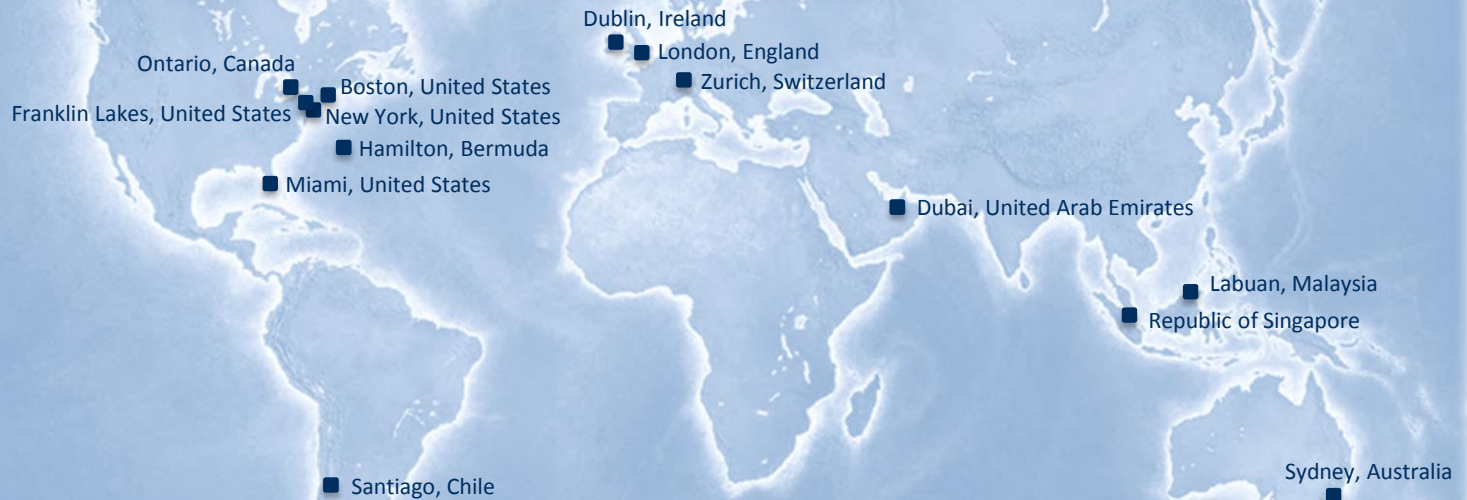 Dublin, Ireland
London, England
Ontario, Canada
Zurich, Switzerland
Boston, United States
Franklin Lakes, United States
New York, United States
Hamilton, Bermuda
Miami, United States
Dubai, United Arab Emirates
Labuan, Malaysia
Republic of Singapore
Sydney, Australia
Santiago, Chile